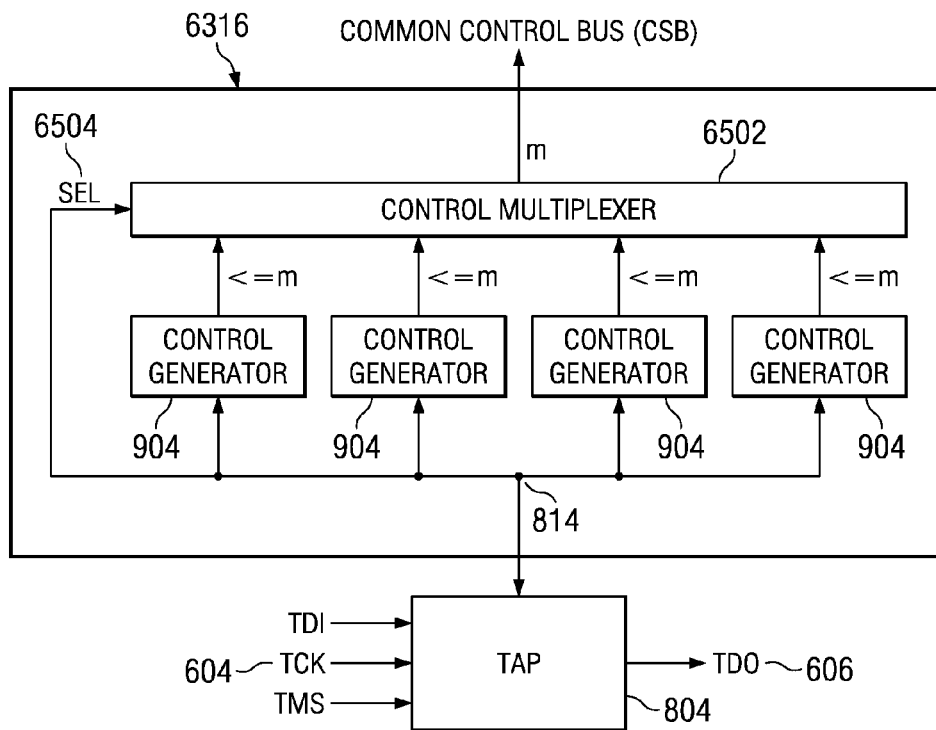 COMMON CONTROL BUS (CSB)
6316
6504
6502
m
SEL
CONTROL MULTIPLEXER
<=m <=m <=m <=m
CONTROL GENERATOR
CONTROL GENERATOR
CONTROL GENERATOR
CONTROL GENERATOR
904 904 904 904
814
TDI
604 TCK
TMS
TAP
TDO 606
804